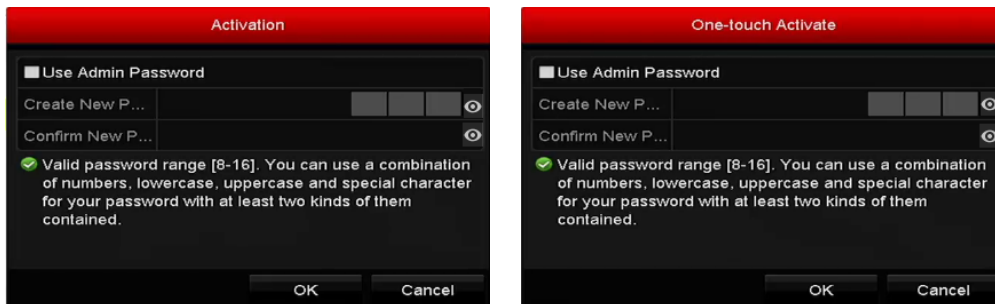 Activation
Use Admin Password
Create New P...
Confirm New P...
Valid password range [8-16]. You can use a combination
of numbers, lowercase, uppercase and special character
for your password with at least two kinds of them
contained.
OK Cancel
One-touch Activate
Use Admin Password
Create New P...
Confirm New P...
Valid password range [8-16]. You can use a combination
of numbers, lowercase, uppercase and special character
for your password with at least two kinds of them
contained.
OK Cancel